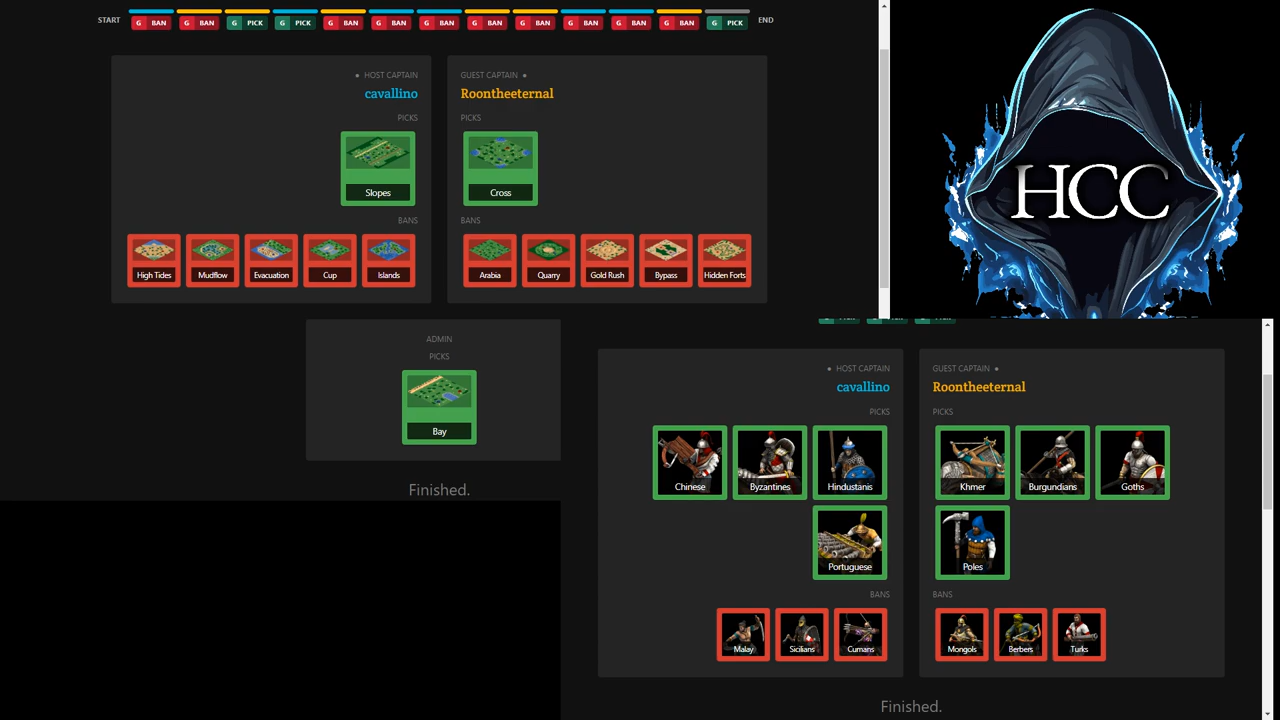 START G BAN G BAN G PICK G PICK G BAN G BAN G BAN G BAN G BAN G BAN G BAN G BAN G PICK END
HOST CAPTAIN
cavallino
PICKS
Slopes
BANS
High Tides Mudflow Evacuation Cup Islands
GUEST CAPTAIN
Roontheeternal
PICKS
Cross
BANS
Arabia Quarry Gold Rush Bypass Hidden Forts
ADMIN
PICKS
Bay
Finished.
HCC
HOST CAPTAIN
cavallino
PICKS
Chinese Byzantines Hindustanis
Portuguese
BANS
Malay Sicilians Cumans
GUEST CAPTAIN
Roontheeternal
PICKS
Khmer Burgundians Goths
Poles
BANS
Mongols Berbers Turks
Finished.